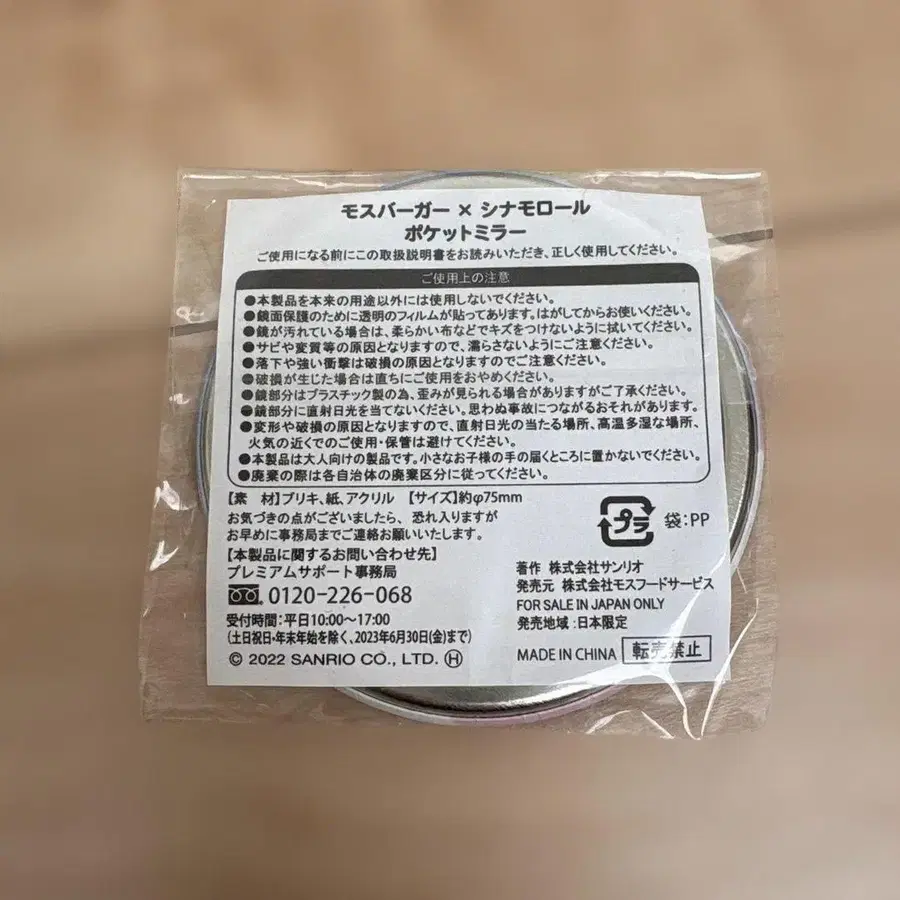 モスバーガー × シナモロール
ポケットミラー
ご使用になる前にこの取扱説明書をお読みいただき、正しく使用してください。
ご使用上の注意
●本製品を本来の用途以外には使用しないでください。
●鏡面保護のために透明のフィルムが貼ってあります。はがしてからお使いください。
●鏡が汚れている場合は、柔らかい布などでキズをつけないように拭いてください。
●サビや変質等の原因となりますので、濡らさないようにご注意ください。
●落下や強い衝撃は破損の原因となりますのでご注意ください。
●破損が生じた場合は直ちにご使用をおやめください。
●鏡部分はプラスチック製の為、歪みが見られる場合がありますがご了承ください。
●鏡部分に直射日光を当てないでください。思わぬ事故につながるおそれがあります。
●変形や破損の原因となりますので、直射日光の当たる場所、高温多湿な場所、
火気の近くでのご使用・保管は避けてください。
●本製品は大人向けの製品です。小さなお子様の手の届くところに置かないでください。
●廃棄の際は各自治体の廃棄区分に従ってください。
【素 材】ブリキ、紙、アクリル 【サイズ】約φ75mm
お気づきの点がございましたら、恐れ入りますが
お早めに事務局までご連絡お願いいたします。
プラ 袋:PP
【本製品に関するお問い合わせ先】
プレミアムサポート事務局
0120-226-068
受付時間:平日10:00〜17:00
(土日祝日・年末年始を除く、2023年6月30日(金)まで)
© 2022 SANRIO CO., LTD. Ⓗ
著作 株式会社サンリオ
発売元 株式会社モスフードサービス
FOR SALE IN JAPAN ONLY
発売地域:日本限定
MADE IN CHINA 転売禁止